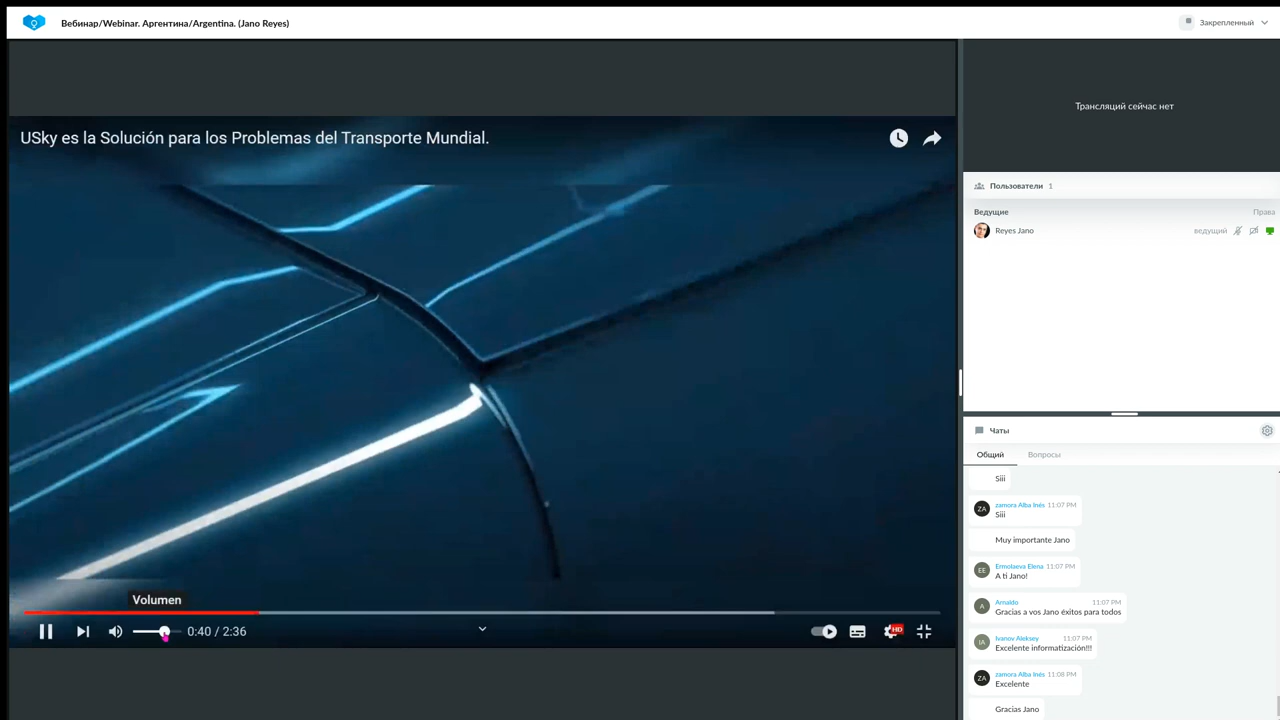 Вебинар/Webinar. Аргентина/Argentina. (Jano Reyes)
Закрепленный
USky es la Solución para los Problemas del Transporte Mundial.
Volumen
0:40 / 2:36
HD
Трансляций сейчас нет
Пользователи 1
Ведущие Права
Reyes Jano ведущий
Чаты
Общий Вопросы
Siii
ZA zamora Alba Inés 11:07 PM
Siii
Muy importante Jano
EE Ermolaeva Elena 11:07 PM
A ti Jano!
A Arnaldo 11:07 PM
Gracias a vos Jano éxitos para todos
IA Ivanov Aleksey 11:07 PM
Excelente informatización!!!
ZA zamora Alba Inés 11:08 PM
Excelente
Gracias Jano